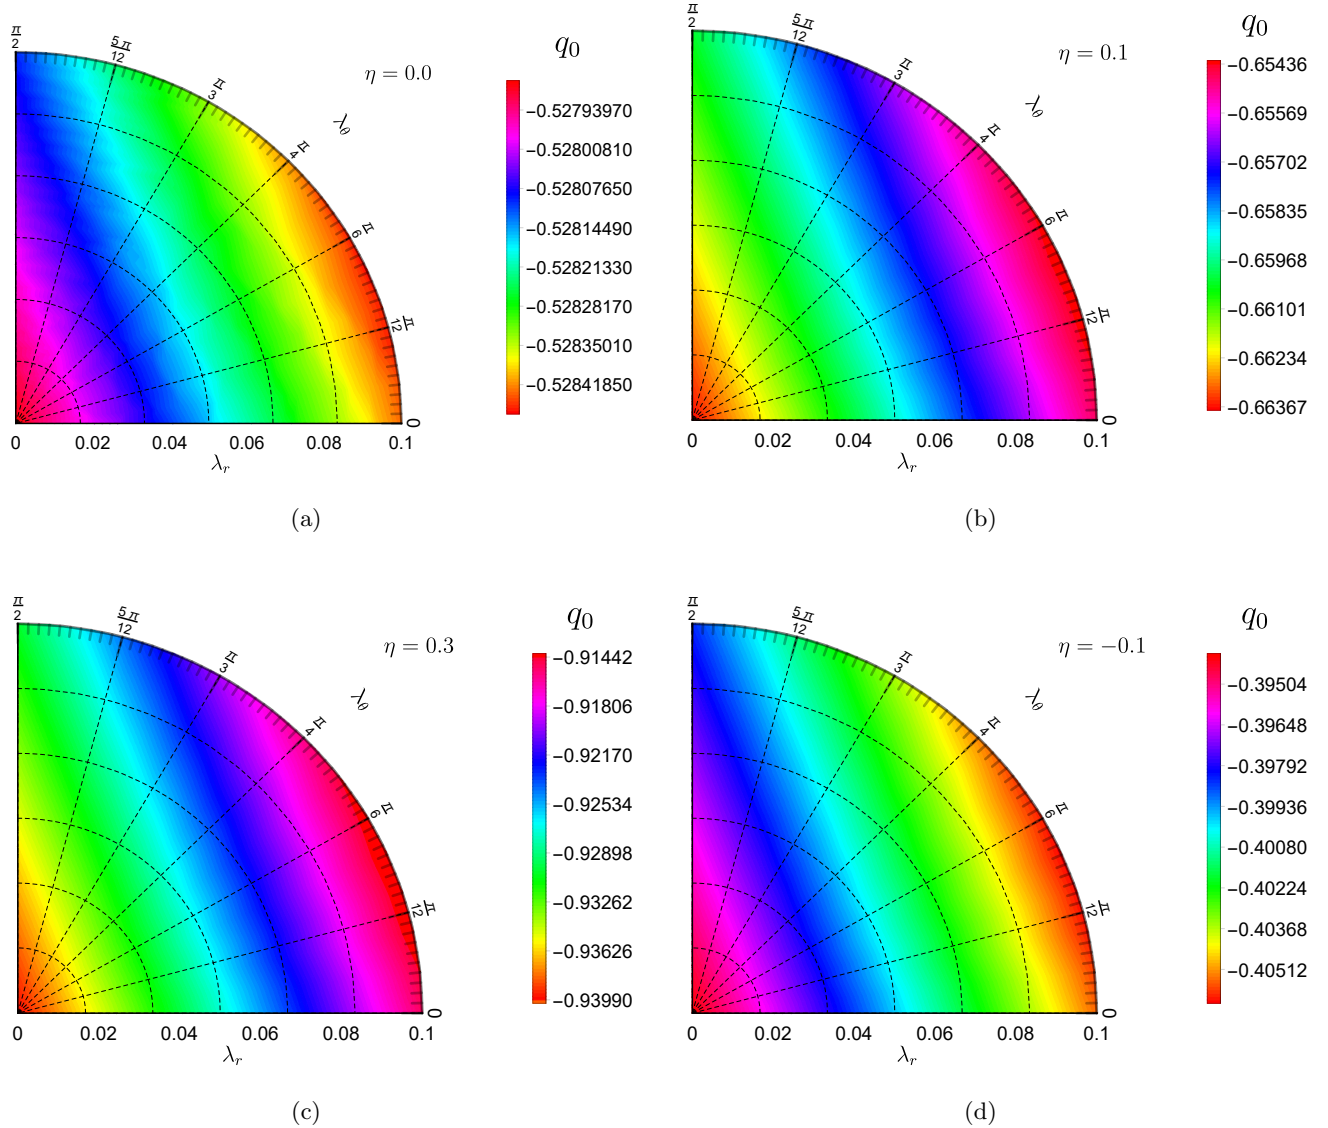 π/2
5π/12
π/3
π/4
π/6
π/12
0
λθ
η = 0.0
q0
−0.52793970
−0.52800810
−0.52807650
−0.52814490
−0.52821330
−0.52828170
−0.52835010
−0.52841850
0 0.02 0.04 0.06 0.08 0.1
λr
(a)
π/2
5π/12
π/3
π/4
π/6
π/12
0
λθ
η = 0.1
q0
−0.65436
−0.65569
−0.65702
−0.65835
−0.65968
−0.66101
−0.66234
−0.66367
0 0.02 0.04 0.06 0.08 0.1
λr
(b)
π/2
5π/12
π/3
π/4
π/6
π/12
0
λθ
η = 0.3
q0
−0.91442
−0.91806
−0.92170
−0.92534
−0.92898
−0.93262
−0.93626
−0.93990
0 0.02 0.04 0.06 0.08 0.1
λr
(c)
π/2
5π/12
π/3
π/4
π/6
π/12
0
λθ
η = −0.1
q0
−0.39504
−0.39648
−0.39792
−0.39936
−0.40080
−0.40224
−0.40368
−0.40512
0 0.02 0.04 0.06 0.08 0.1
λr
(d)